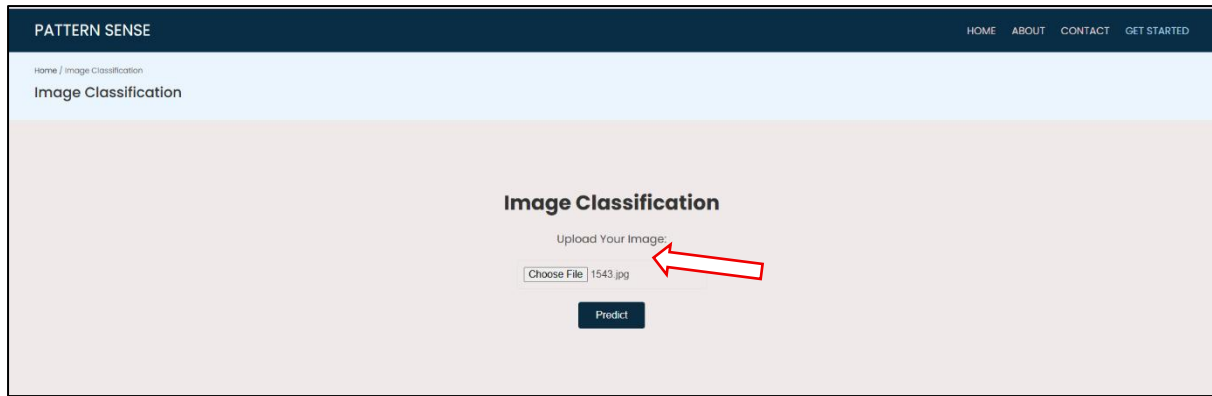 PATTERN SENSE
HOME ABOUT CONTACT GET STARTED
Home / Image Classification
Image Classification
Image Classification
Upload Your Image:
Choose File 1543.jpg
Predict